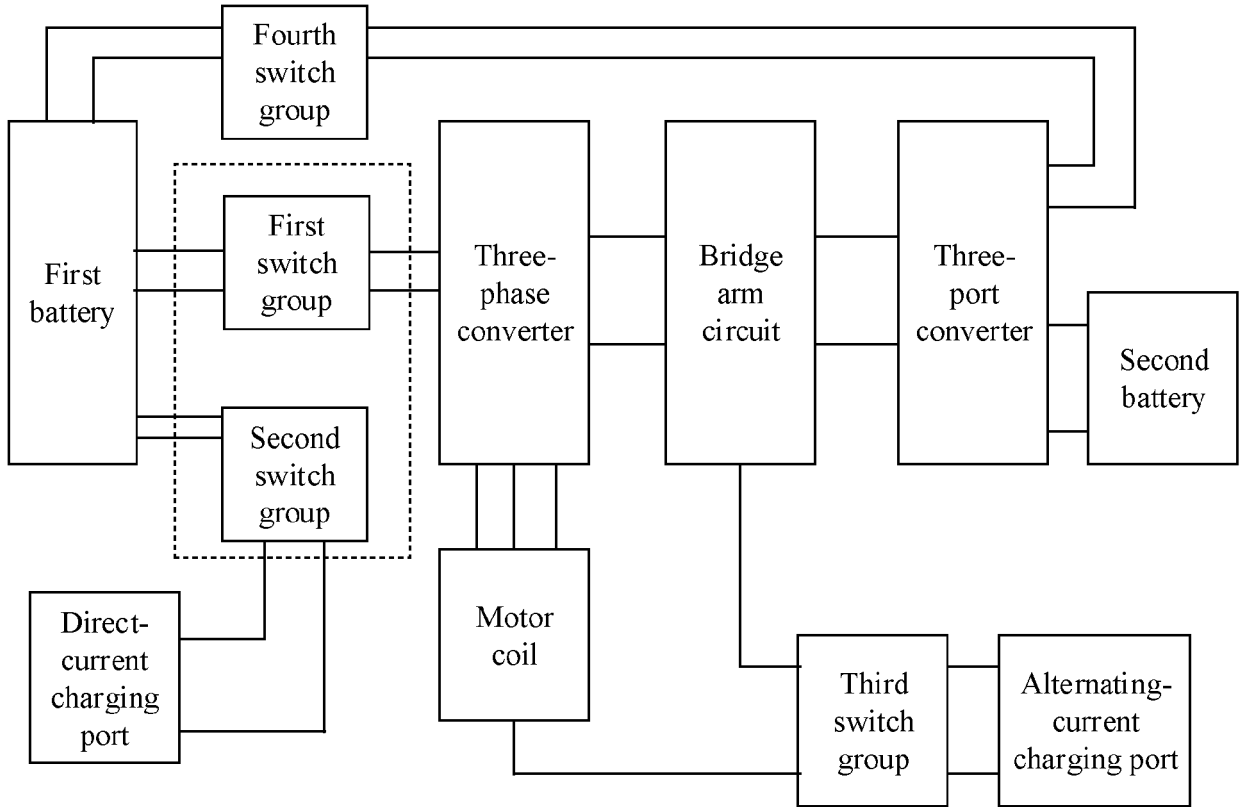 Fourth
switch
group
First
battery
First
switch
group
Three-
phase
converter
Bridge
arm
circuit
Three-
port
converter
Second
battery
Second
switch
group
Direct-
current
charging
port
Motor
coil
Third
switch
group
Alternating-
current
charging port